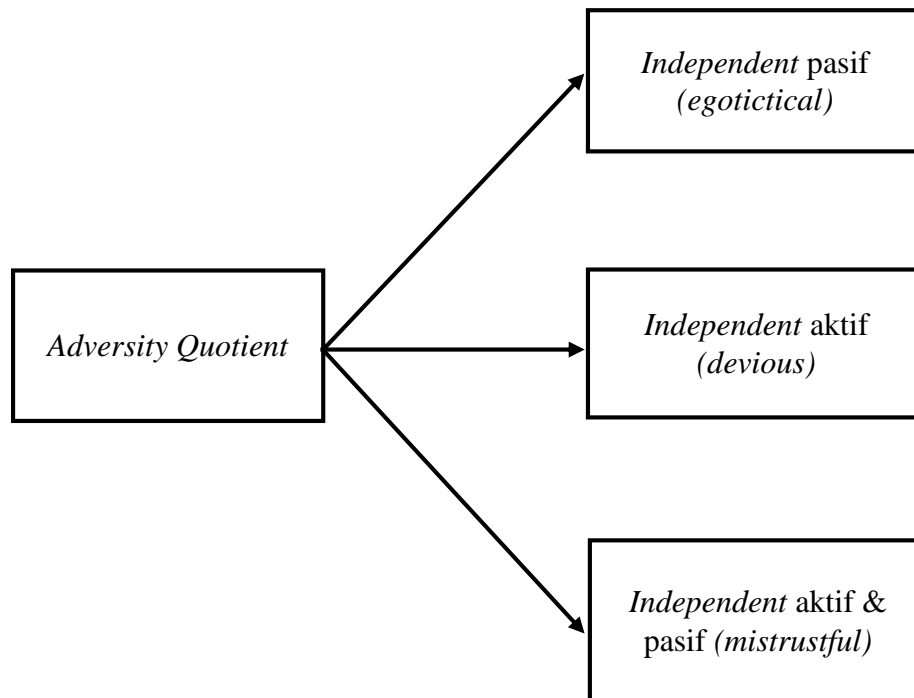 Independent pasif
(egotictical)
Adversity Quotient
Independent aktif
(devious)
Independent aktif &
pasif (mistrustful)